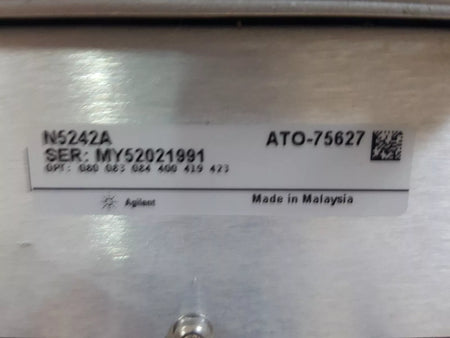 N5242A ATO-75627
SER: MY52021991
OPT: 080 083 084 400 419 423
Agilent Made in Malaysia